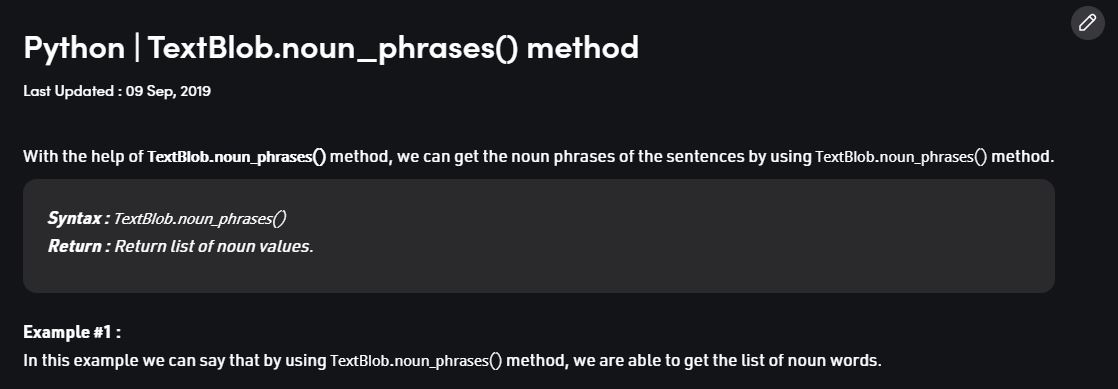 Python | TextBlob.noun_phrases() method
Last Updated : 09 Sep, 2019
With the help of TextBlob.noun_phrases() method, we can get the noun phrases of the sentences by using TextBlob.noun_phrases() method.
Syntax : TextBlob.noun_phrases()
Return : Return list of noun values.
Example #1 :
In this example we can say that by using TextBlob.noun_phrases() method, we are able to get the list of noun words.